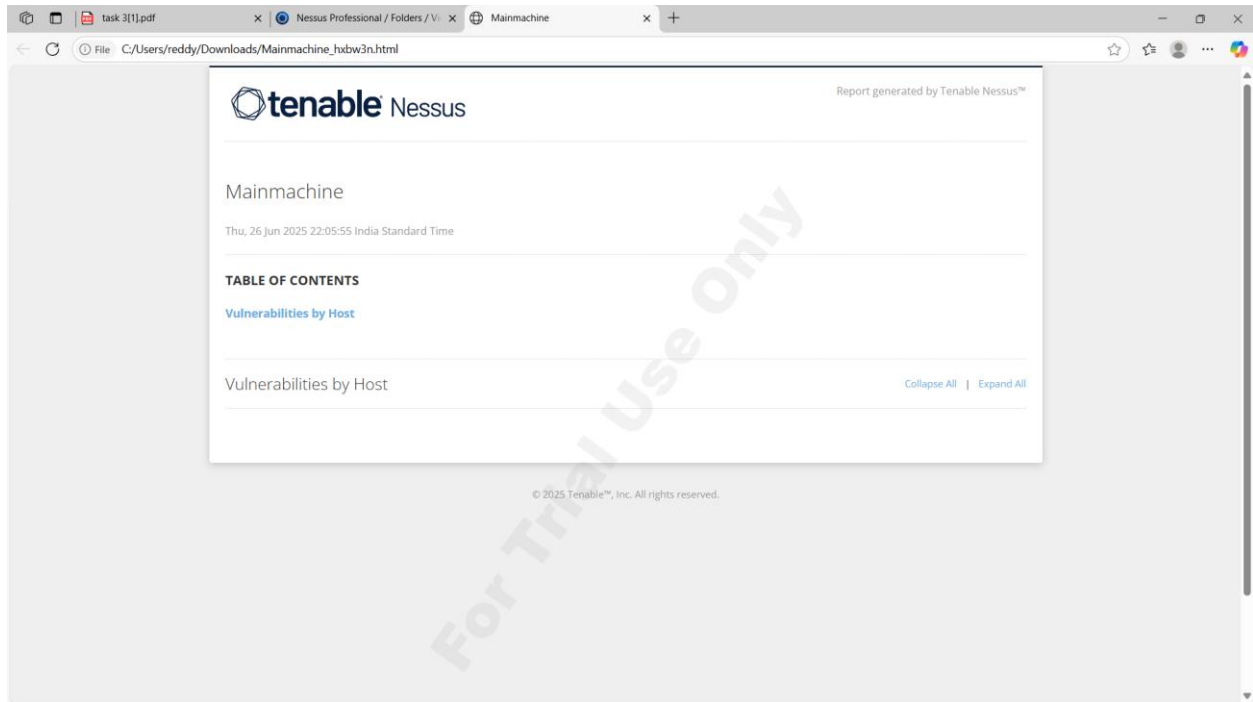 task 3[1].pdf
Nessus Professional / Folders / Vi
Mainmachine
File C:/Users/reddy/Downloads/Mainmachine_hxbw3n.html
tenable Nessus
Report generated by Tenable Nessus™
Mainmachine
Thu, 26 Jun 2025 22:05:55 India Standard Time
TABLE OF CONTENTS
Vulnerabilities by Host
Vulnerabilities by Host
Collapse All | Expand All
© 2025 Tenable™, Inc. All rights reserved.
For Trial Use Only